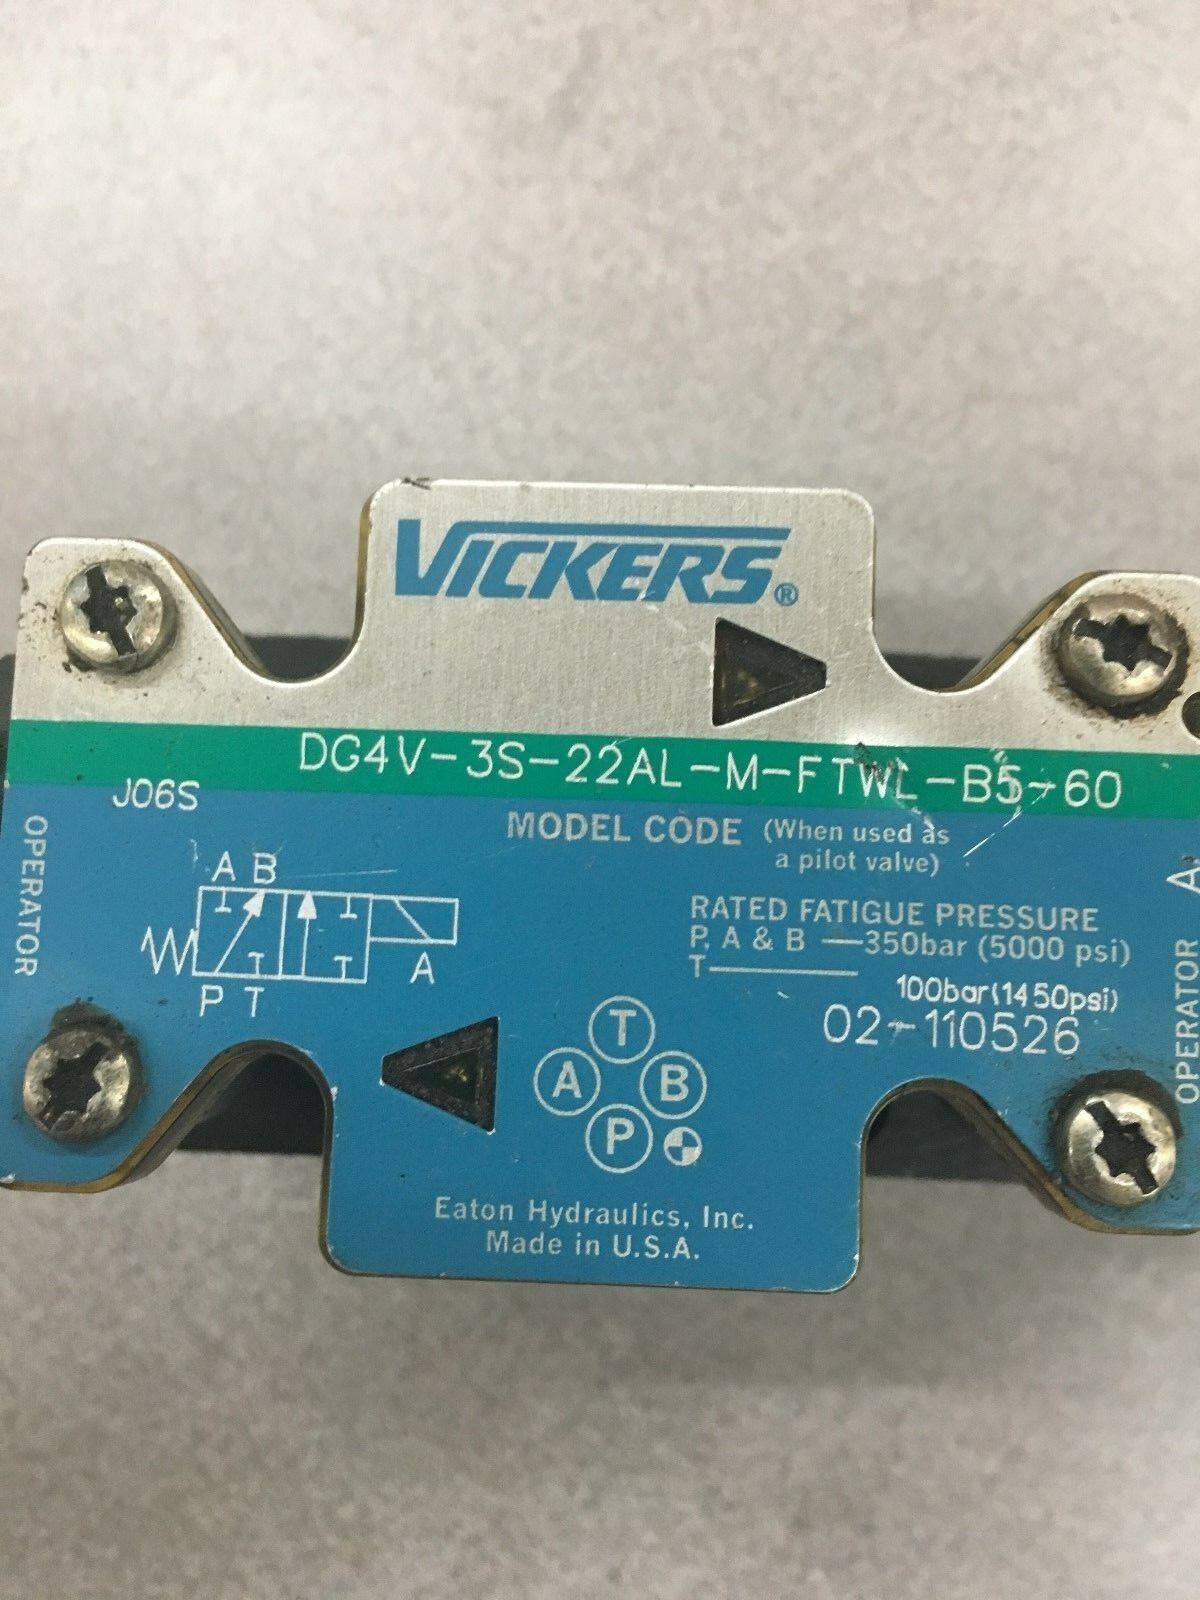 VICKERS®
DG4V-3S-22AL-M-FTWL-B5-60
J06S
MODEL CODE (When used as
a pilot valve)
OPERATOR
A B
P T
A
RATED FATIGUE PRESSURE
P, A & B —350bar (5000 psi)
T— 100bar(1450psi)
02-110526
OPERATOR A
T
A B
P
Eaton Hydraulics, Inc.
Made in U.S.A.